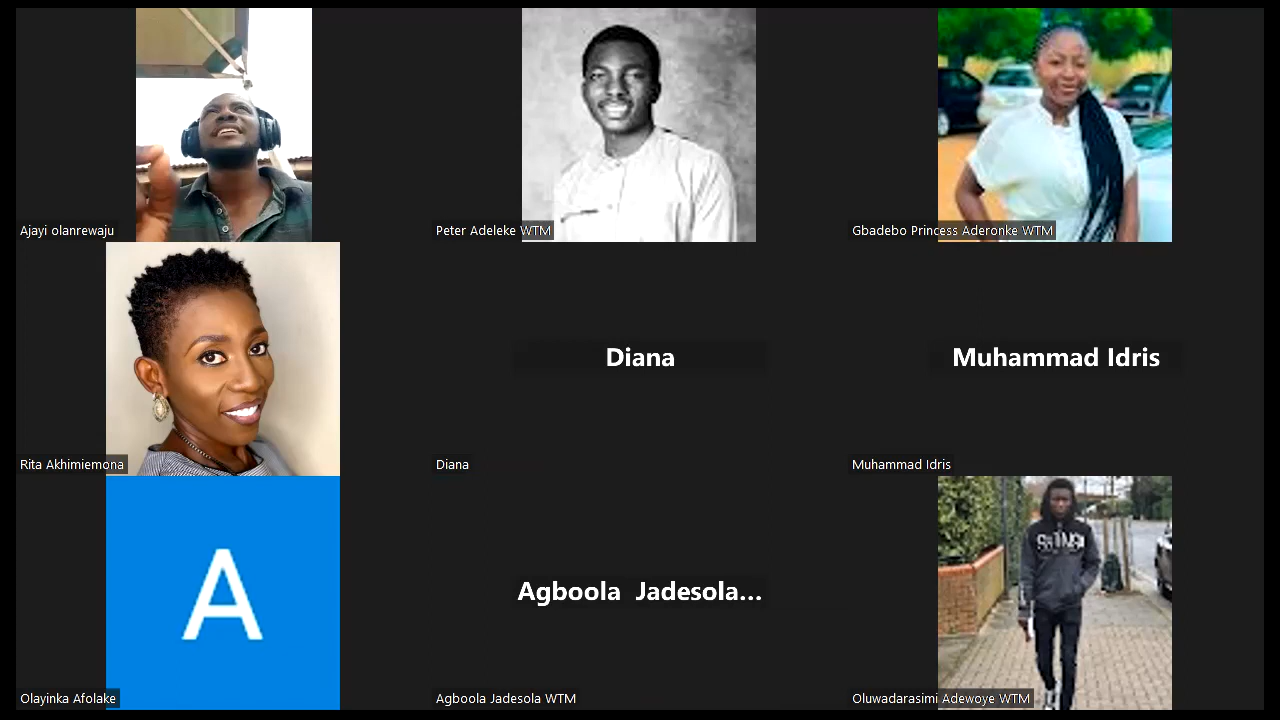 Ajayi olanrewaju
Peter Adeleke WTM
Gbadebo Princess Aderonke WTM
Rita Akhimiemona
Diana
Diana
Muhammad Idris
Muhammad Idris
A
Olayinka Afolake
Agboola Jadesola...
Agboola Jadesola WTM
Oluwadarasimi Adewoye WTM